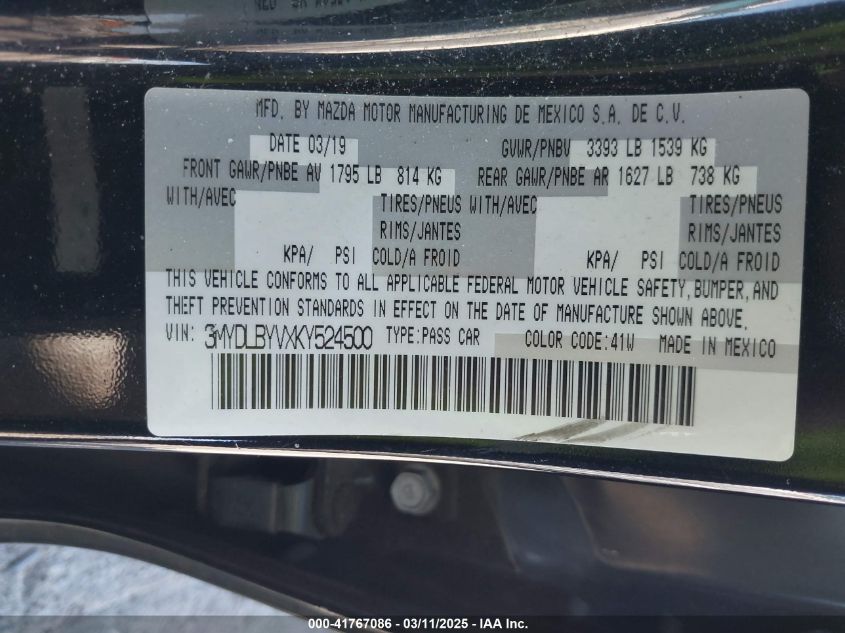 MFD. BY MAZDA MOTOR MANUFACTURING DE MEXICO S.A. DE C.V.
DATE 03/19 GVWR/PNBV 3393 LB 1539 KG
FRONT GAWR/PNBE AV 1795 LB 814 KG REAR GAWR/PNBE AR 1627 LB 738 KG
WITH/AVEC TIRES/PNEUS WITH/AVEC TIRES/PNEUS
RIMS/JANTES RIMS/JANTES
KPA/ PSI COLD/A FROID KPA/ PSI COLD/A FROID
THIS VEHICLE CONFORMS TO ALL APPLICABLE FEDERAL MOTOR VEHICLE SAFETY, BUMPER, AND
THEFT PREVENTION STANDARDS IN EFFECT ON THE DATE OF MANUFACTURE SHOWN ABOVE.
VIN: 3MYDLBYVXKY524500 TYPE:PASS CAR COLOR CODE:41W MADE IN MEXICO
00-41767086 - 03/11/2025 - IAA Inc.